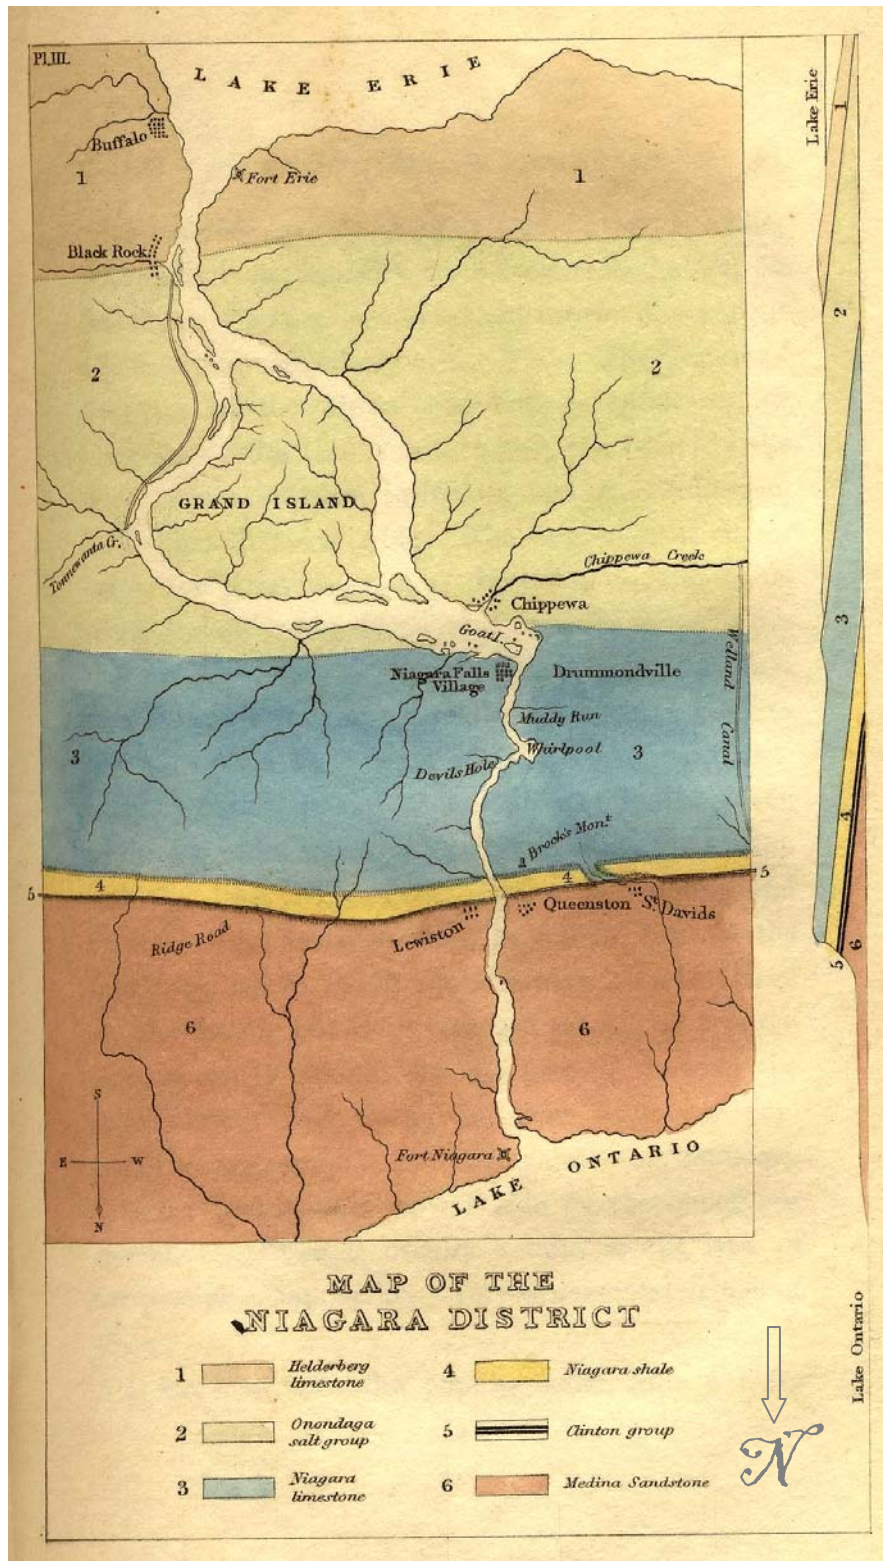 Pl. III.
LAKE ERIE
Buffalo
1
Fort Erie
1
Black Rock
2
2
GRAND ISLAND
Tonnewanta Cr.
Chippewa Creek
Chippewa
Goat I.
Niagara Falls
Village
Drummondville
Welland Canal
Muddy Run
Whirlpool
3
3
Devils Hole
Brock's Mon.t
5
4
4
5
Queenston
St. Davids
Lewiston
Ridge Road
6
6
S
E
W
N
Fort Niagara
LAKE ONTARIO
Lake Erie
1
2
3
4
5
6
Lake Ontario
MAP OF THE
NIAGARA DISTRICT
1
Helderberg
limestone
2
Onondaga
salt group
3
Niagara
limestone
4
Niagara shale
5
Clinton group
6
Medina Sandstone
N